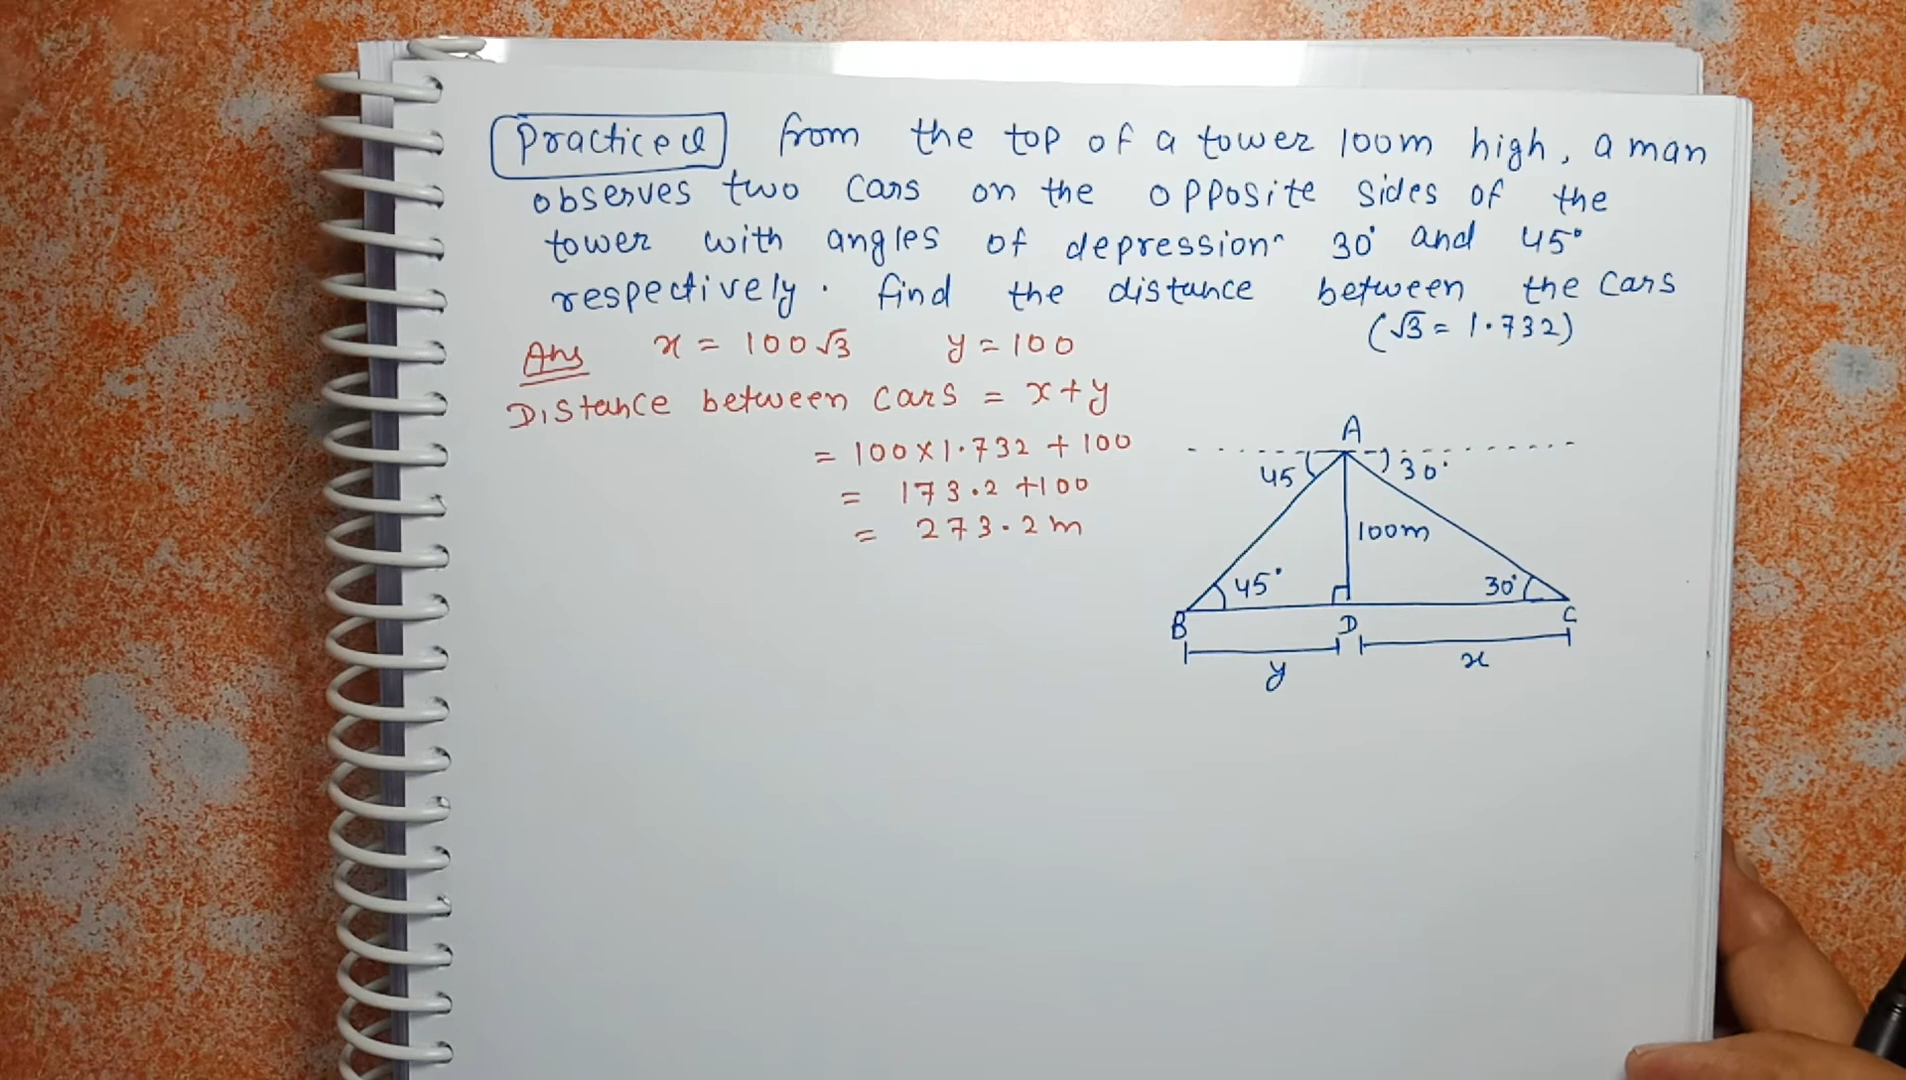 Practice Q from the top of a tower 100m high, a man
observes two cars on the opposite sides of the
tower with angles of depression 30° and 45°
respectively. find the distance between the cars
(√3 = 1.732)
Ans x = 100√3 y = 100
Distance between cars = x+y
= 100×1.732 + 100
= 173.2 +100
= 273.2 m
A
45 30°
100m
45° 30°
B D C
y x